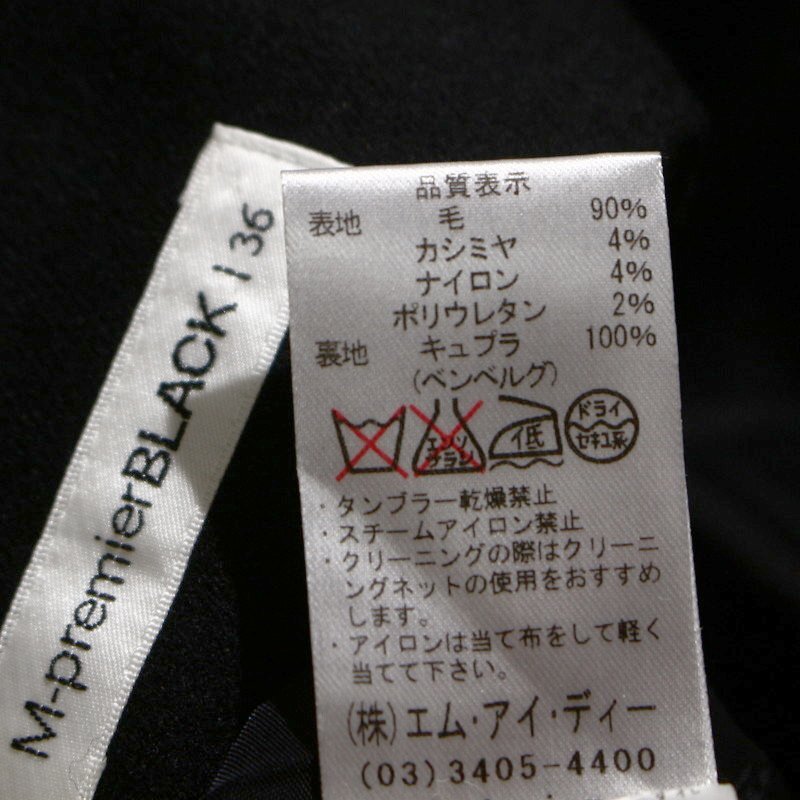 M-premierBLACK | 36
品質表示
表地 毛 90%
カシミヤ 4%
ナイロン 4%
ポリウレタン 2%
裏地 キュプラ 100%
(ベンベルグ)
エンソ
サラシ
低
ドライ
セキユ系
・タンブラー乾燥禁止
・スチームアイロン禁止
・クリーニングの際はクリーニ
ングネットの使用をおすすめ
します。
・アイロンは当て布をして軽く
当てて下さい。
(株)エム・アイ・ディー
(03)3405-4400